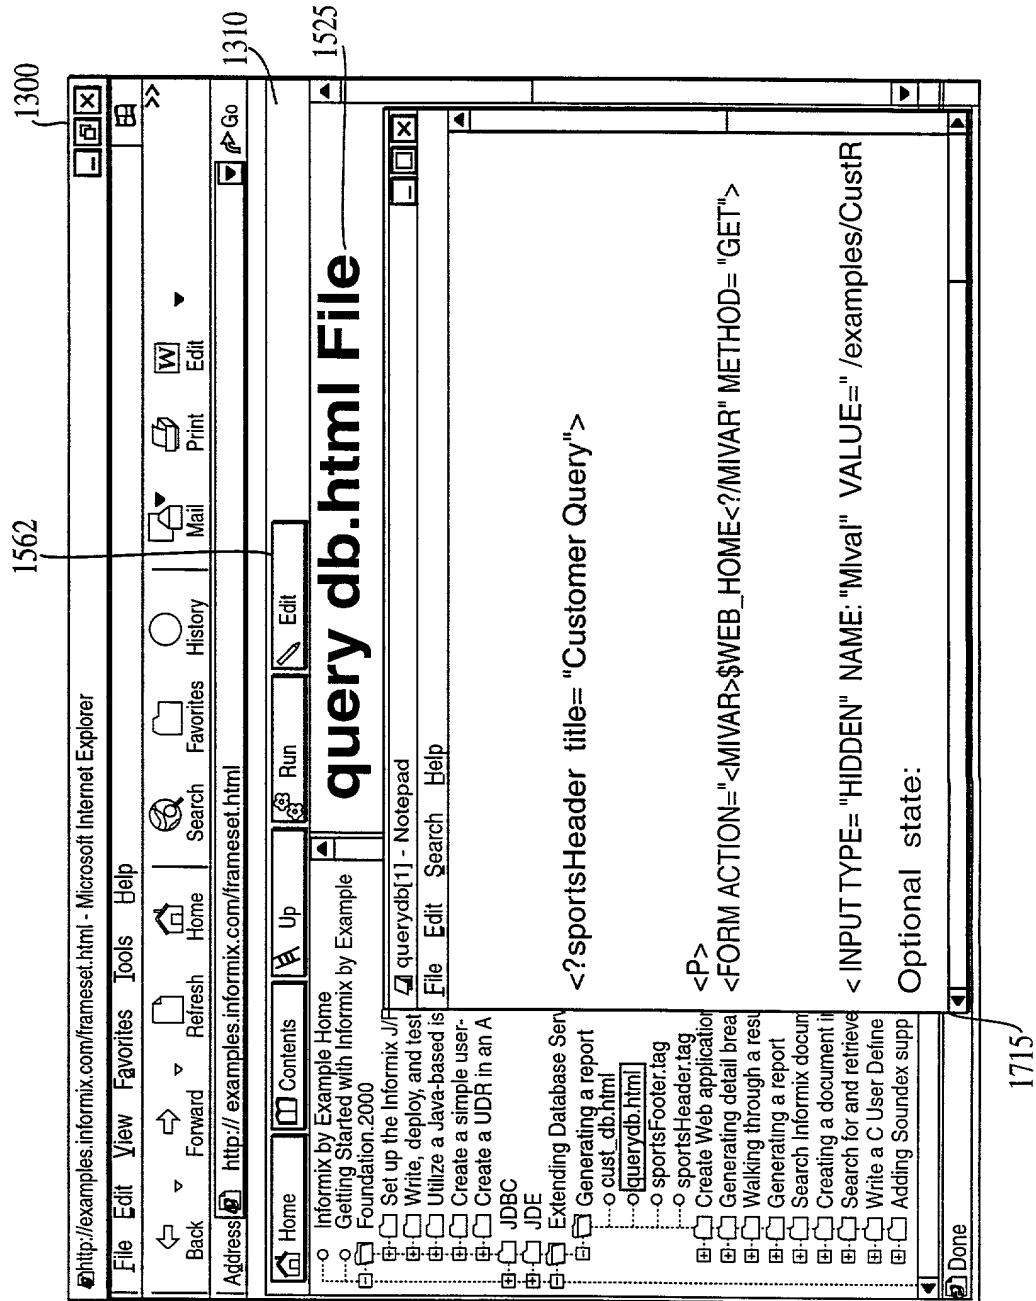 1300
http://examples.informix.com/frameset.html - Microsoft Internet Explorer
File Edit View Favorites Tools Help
>>
Back Forward Refresh Home Search Favorites History Mail Print Edit
Address http:// examples.informix.com/frameset.html Go
1562
1310
Home Contents Up Run Edit
1525
query db.html File
Informix by Example Home
Getting Started with Informix by Example
Foundation.2000
Set up the Informix J/F
Write, deploy, and test
Utilize a Java-based is
Create a simple user-
Create a UDR in an A
JDBC
JDE
Extending Database Serv
Generating a report
cust_db.html
querydb.html
sportsFooter.tag
sportsHeader.tag
Create Web application
Generating detail brea
Walking through a resu
Generating a report
Search Informix docum
Creating a document in
Search for and retrieve
Write a C User Define
Adding Soundex supp
querydb[1] - Notepad
File Edit Search Help
<?sportsHeader title= "Customer Query">
<P>
<FORM ACTION="<MIVAR>$WEB_HOME<?/MIVAR" METHOD= "GET">
< INPUT TYPE= "HIDDEN" NAME: "MIval" VALUE=" /examples/CustR
Optional state:
1715
Done